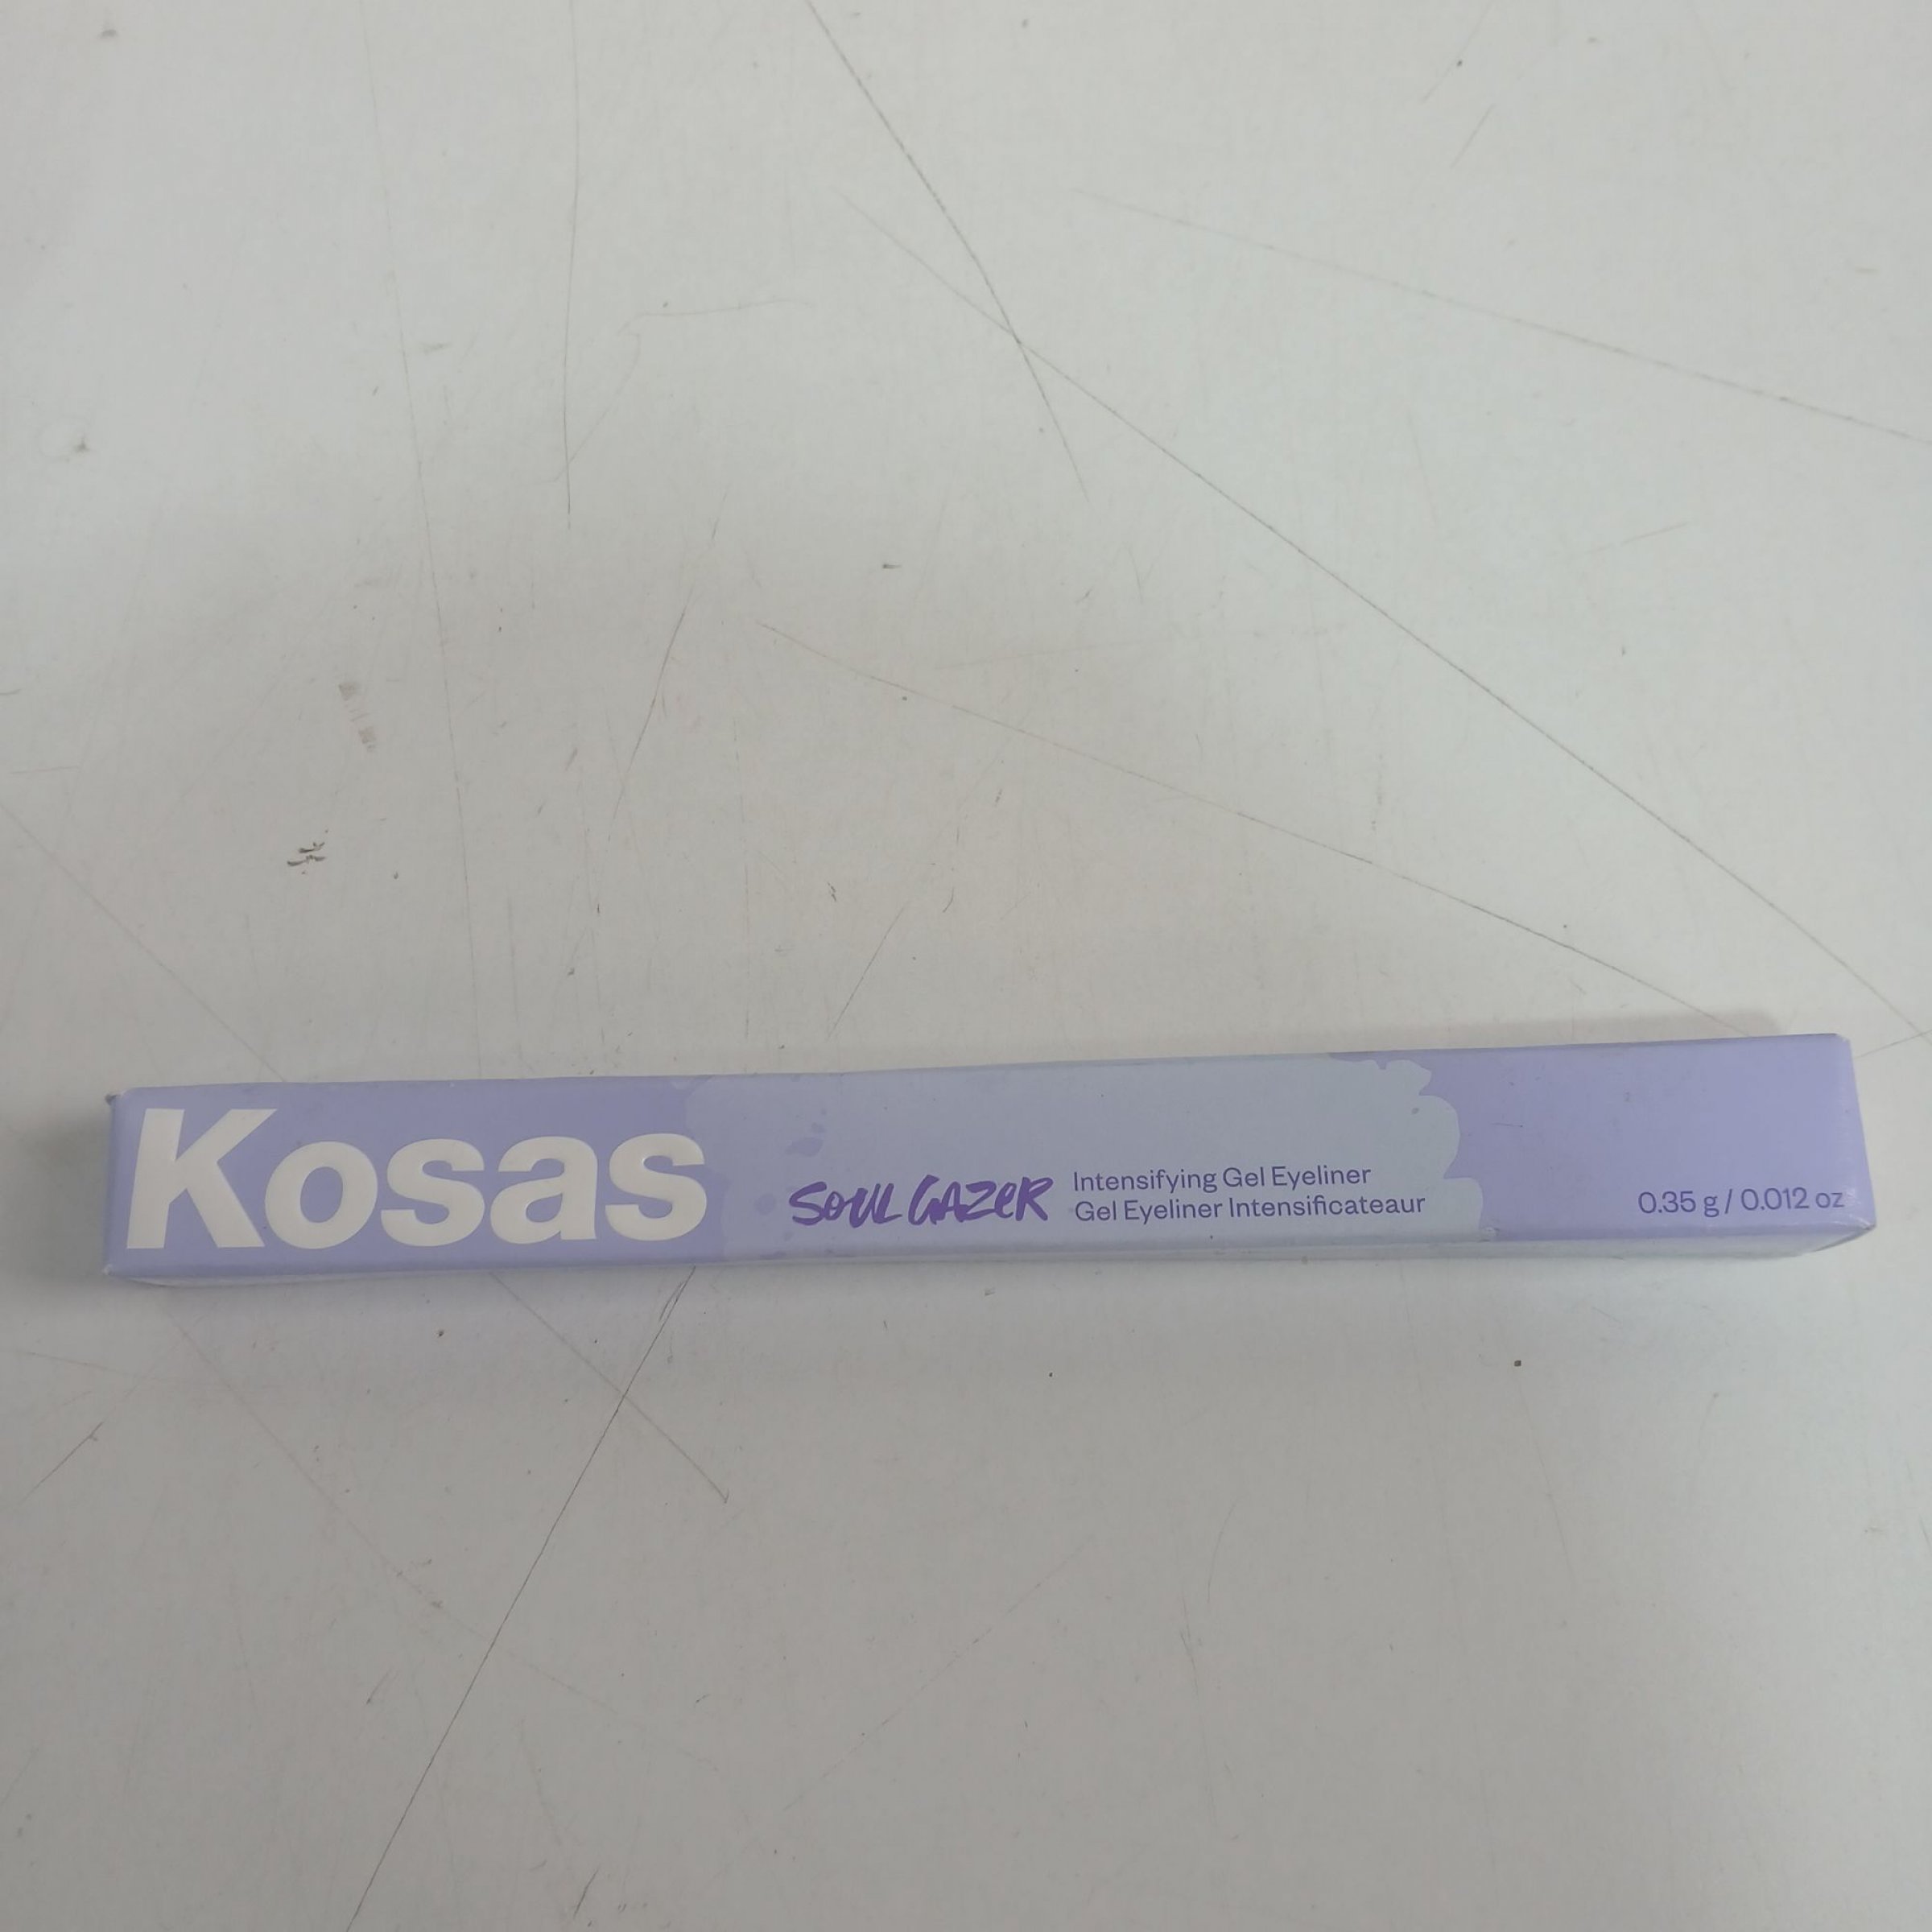 Kosas
SOUL GAZER
Intensifying Gel Eyeliner
Gel Eyeliner Intensificateaur
0.35 g / 0.012 oz